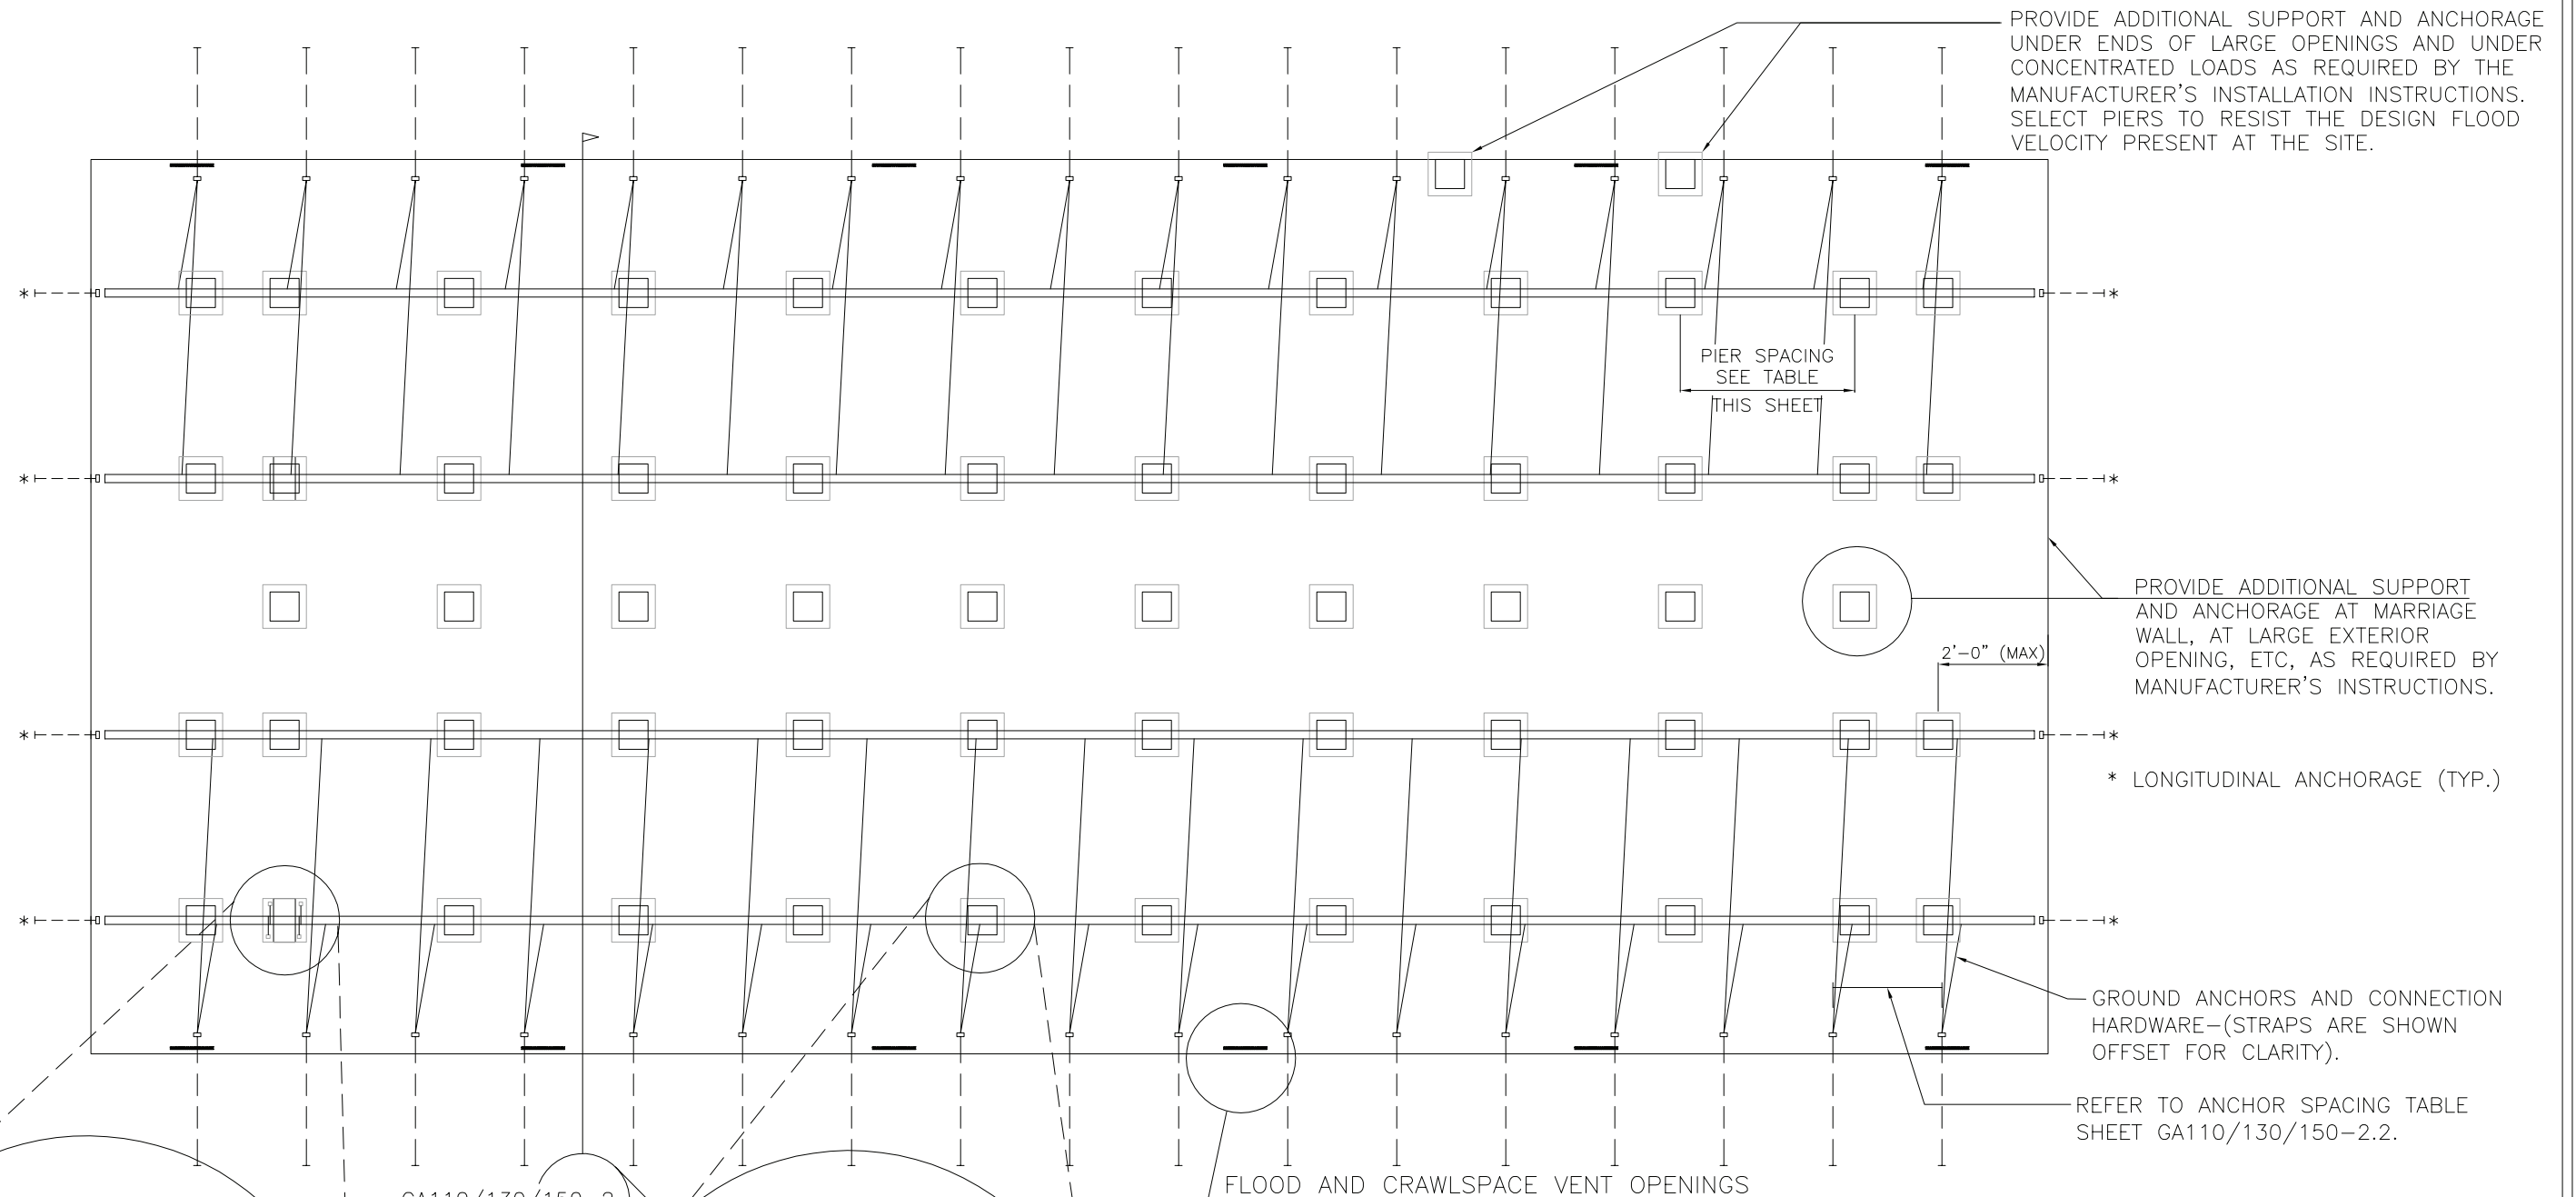 PROVIDE ADDITIONAL SUPPORT AND ANCHORAGE
UNDER ENDS OF LARGE OPENINGS AND UNDER
CONCENTRATED LOADS AS REQUIRED BY THE
MANUFACTURER'S INSTALLATION INSTRUCTIONS.
SELECT PIERS TO RESIST THE DESIGN FLOOD
VELOCITY PRESENT AT THE SITE.
*
*
PIER SPACING
SEE TABLE
THIS SHEET
*
*
PROVIDE ADDITIONAL SUPPORT
AND ANCHORAGE AT MARRIAGE
WALL, AT LARGE EXTERIOR
OPENING, ETC, AS REQUIRED BY
MANUFACTURER'S INSTRUCTIONS.
2'-0" (MAX)
*
*
* LONGITUDINAL ANCHORAGE (TYP.)
*
*
GROUND ANCHORS AND CONNECTION
HARDWARE-(STRAPS ARE SHOWN
OFFSET FOR CLARITY).
REFER TO ANCHOR SPACING TABLE
SHEET GA110/130/150-2.2.
FLOOD AND CRAWLSPACE VENT OPENINGS
GA110/130/150-2